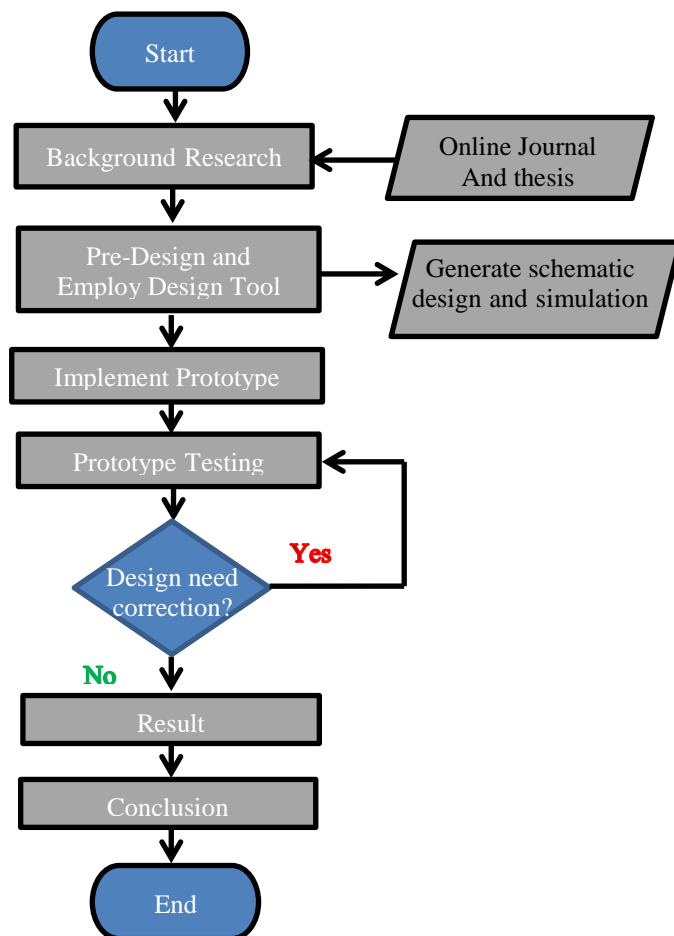 Start
Background Research
Online Journal
And thesis
Pre-Design and
Employ Design Tool
Generate schematic
design and simulation
Implement Prototype
Prototype Testing
Yes
Design need
correction?
No
Result
Conclusion
End